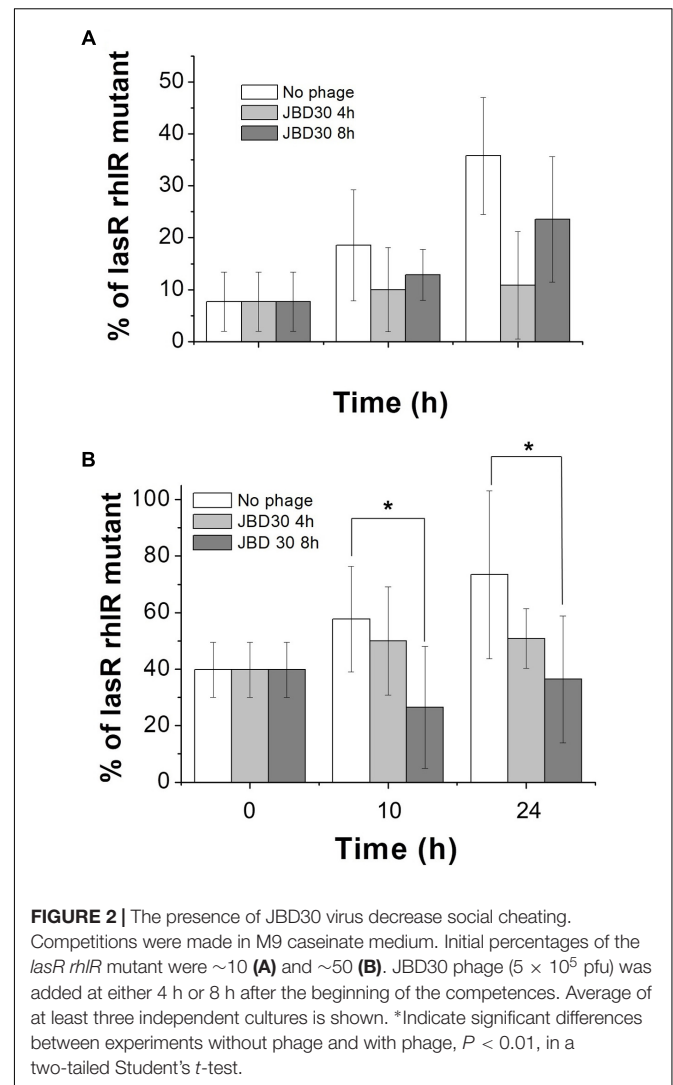 A
% of lasR rhlR mutant
50
40
30
20
10
0
No phage
JBD30 4h
JBD30 8h
Time (h)
B
% of lasR rhlR mutant
100
80
60
40
20
0
No phage
JBD30 4h
JBD 30 8h
*
*
0 10 24
Time (h)
FIGURE 2 | The presence of JBD30 virus decrease social cheating.
Competitions were made in M9 caseinate medium. Initial percentages of the
lasR rhlR mutant were ~10 (A) and ~50 (B). JBD30 phage (5 × 10⁵ pfu) was
added at either 4 h or 8 h after the beginning of the competences. Average of
at least three independent cultures is shown. *Indicate significant differences
between experiments without phage and with phage, P < 0.01, in a
two-tailed Student's t-test.